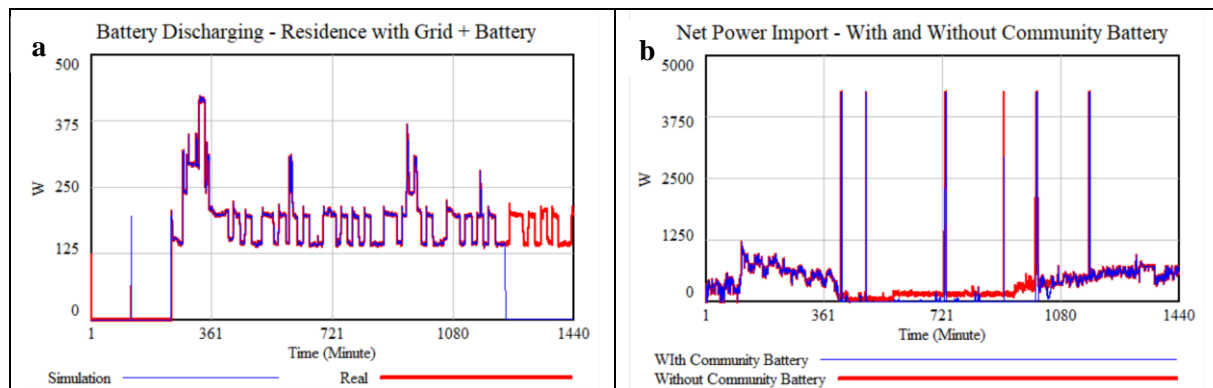 a
Battery Discharging - Residence with Grid + Battery
500
375
250
125
0
W
1 361 721 1080 1440
Time (Minute)
Simulation Real
b
Net Power Import - With and Without Community Battery
5000
3750
2500
1250
0
W
1 361 721 1080 1440
Time (Minute)
WIth Community Battery
Without Community Battery